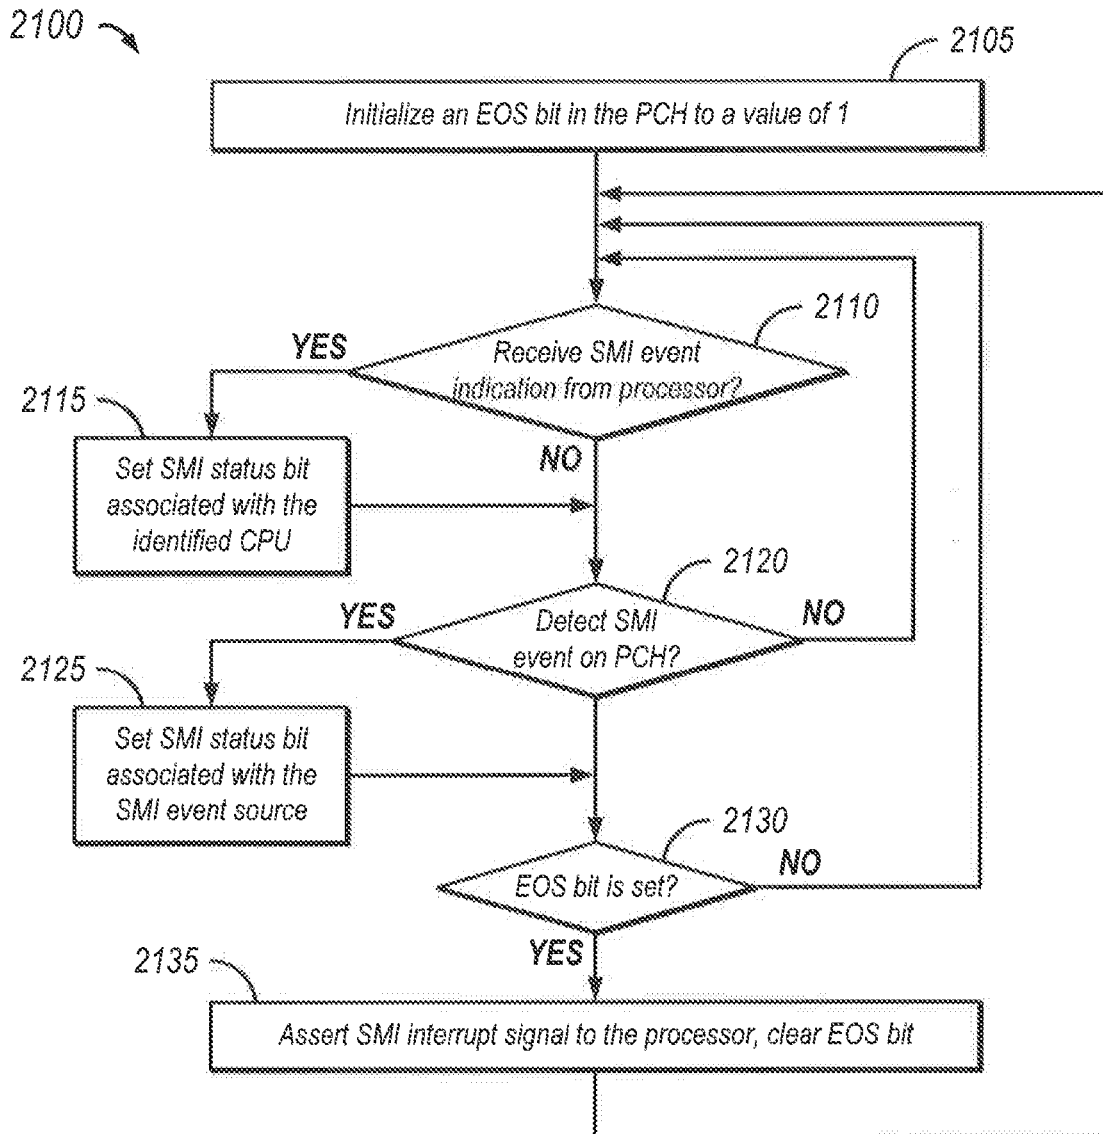 2100
2105
Initialize an EOS bit in the PCH to a value of 1
2110
YES
Receive SMI event
indication from processor?
2115
NO
Set SMI status bit
associated with the
identified CPU
2120
YES
NO
Detect SMI
event on PCH?
2125
Set SMI status bit
associated with the
SMI event source
2130
NO
EOS bit is set?
YES
2135
Assert SMI interrupt signal to the processor, clear EOS bit